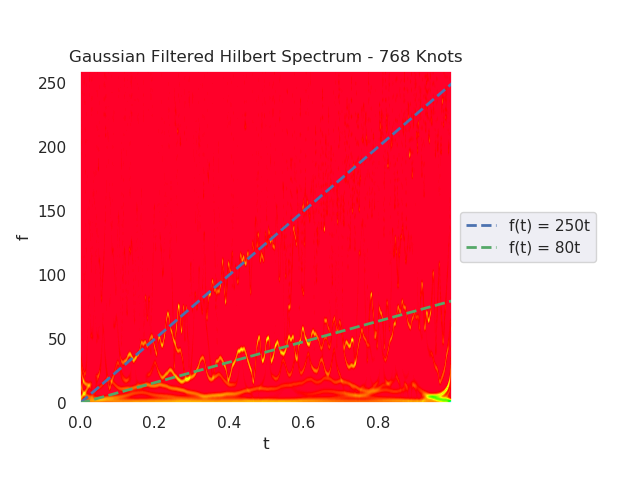 Gaussian Filtered Hilbert Spectrum - 768 Knots
250
200
150
100
50
0
f
0.0 0.2 0.4 0.6 0.8
t
f(t) = 250t
f(t) = 80t